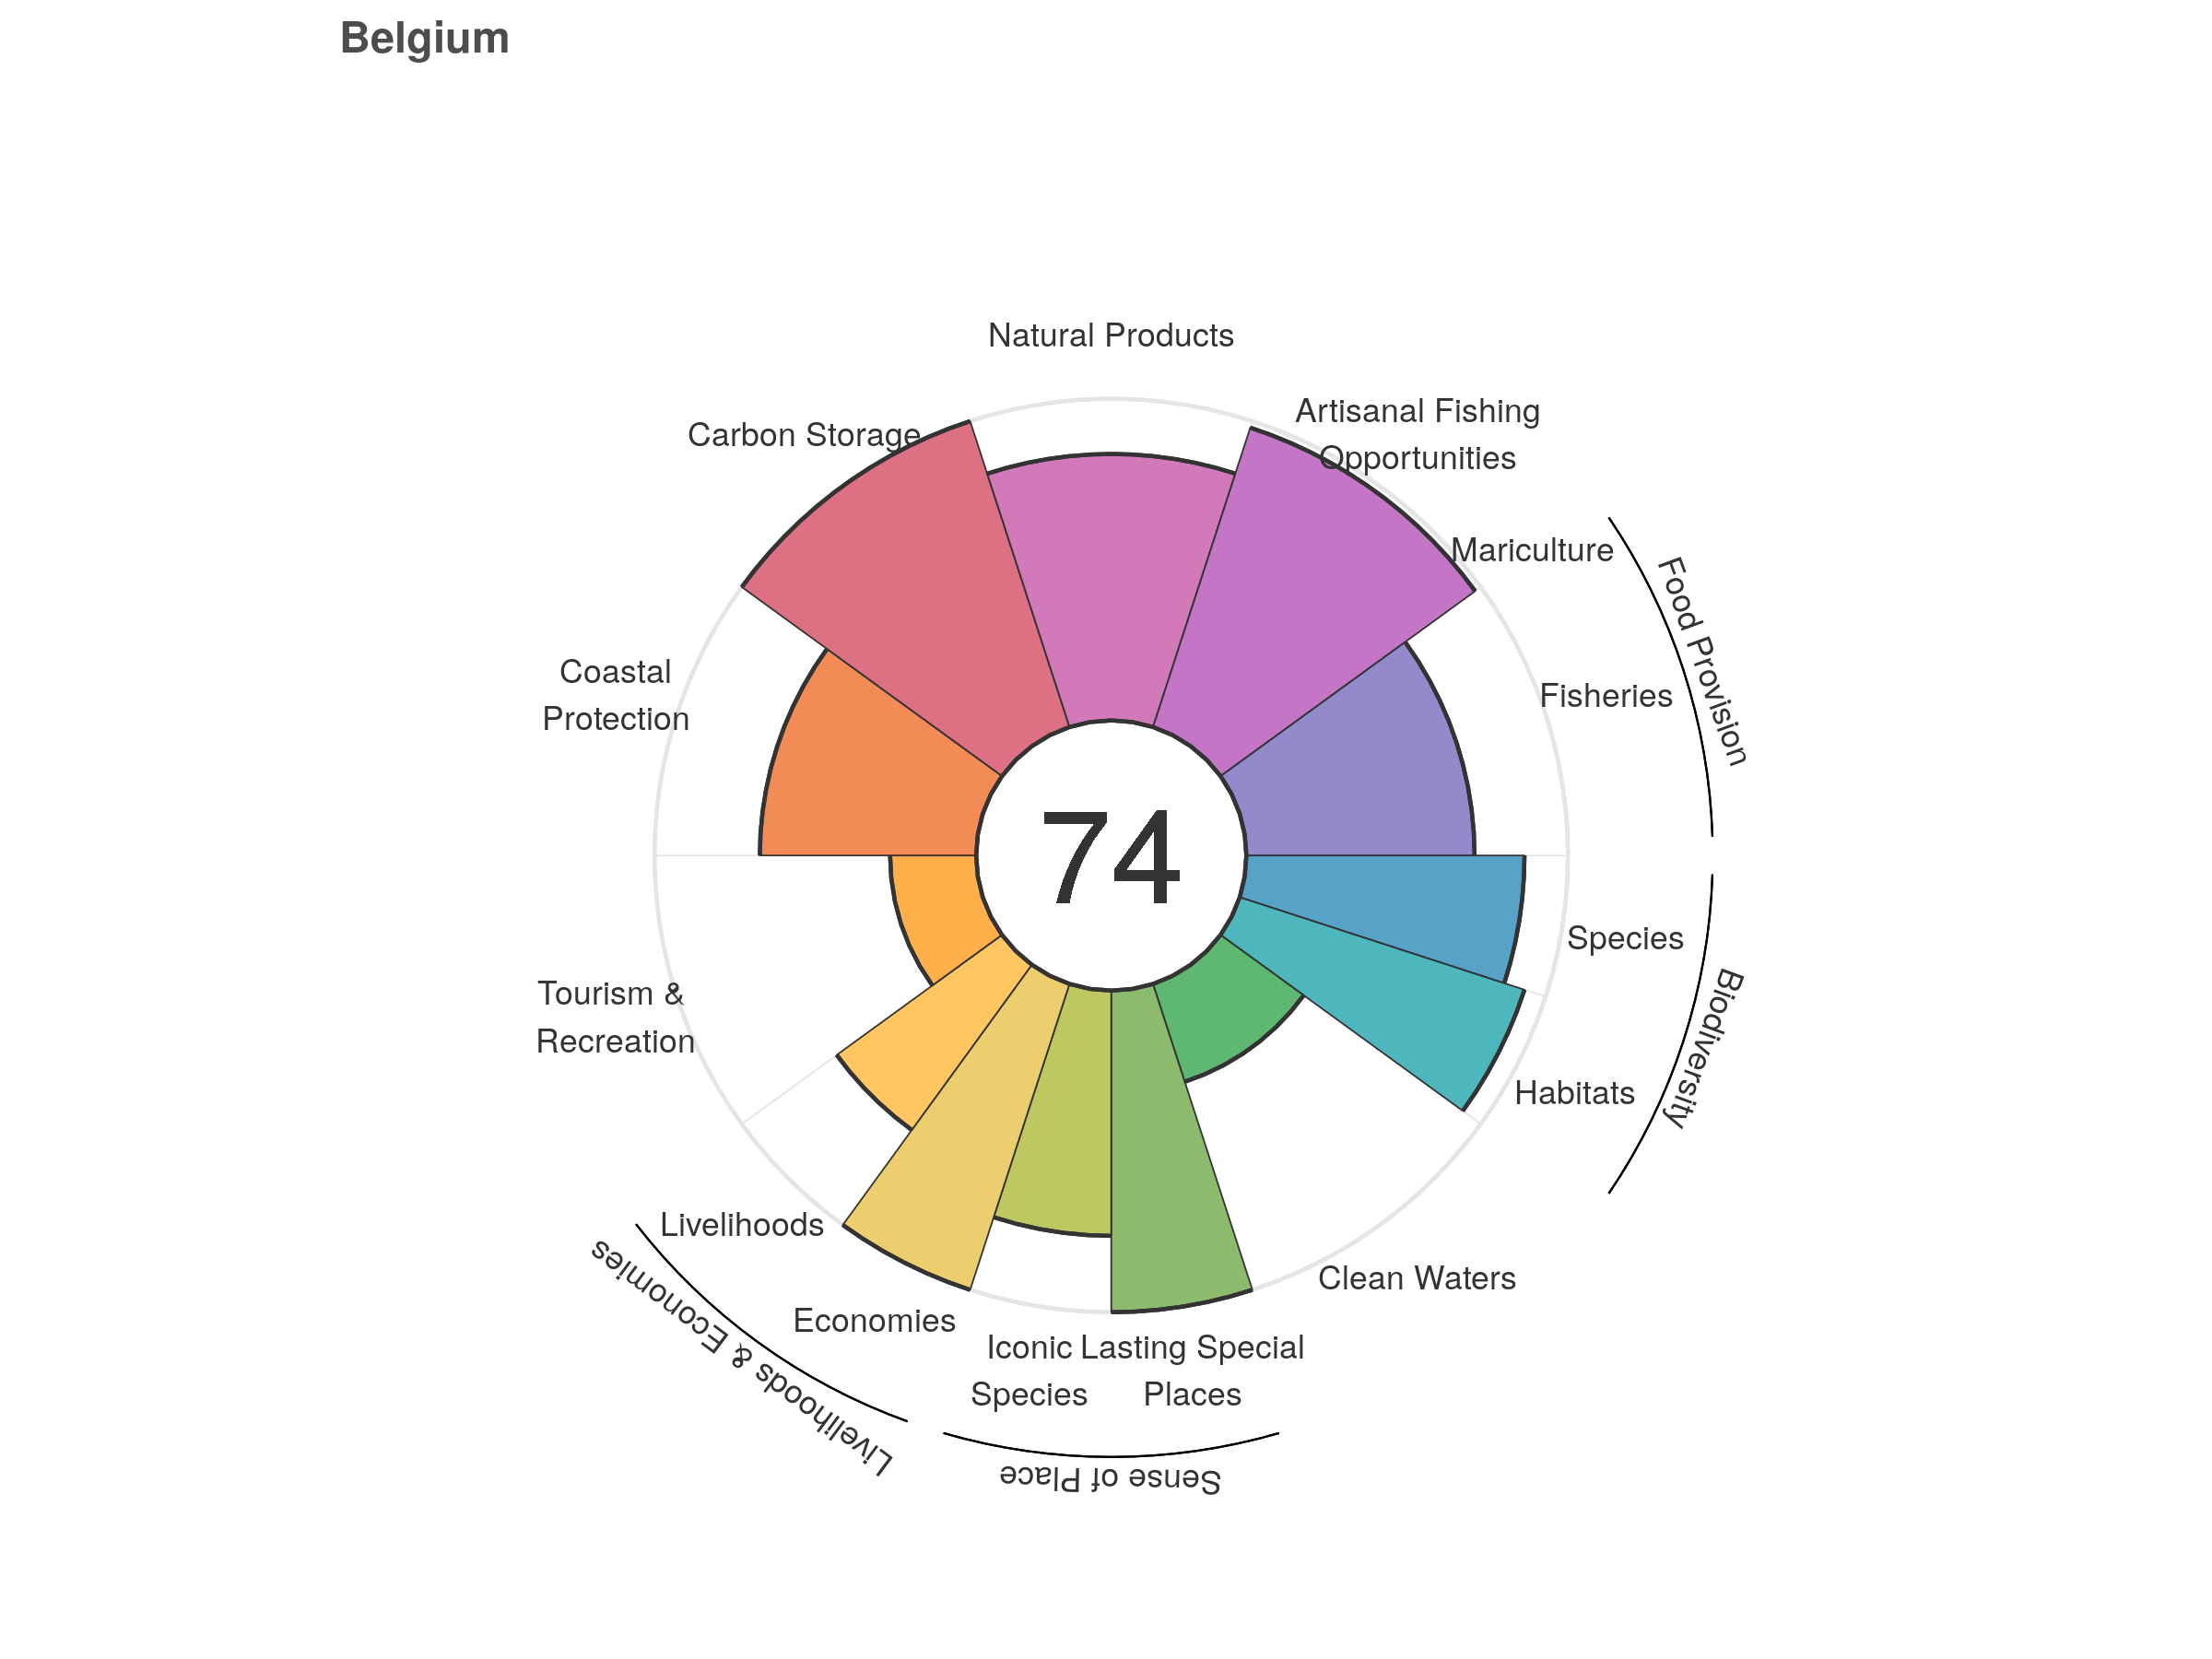 Belgium
Natural Products
Artisanal Fishing
Opportunities
Carbon Storage
Mariculture
Food Provision
Fisheries
Coastal
Protection
74
Species
Biodiversity
Tourism &
Recreation
Habitats
Livelihoods
Clean Waters
Economies
Livelihoods & Economies
Iconic
Species
Lasting Special
Places
Sense of Place